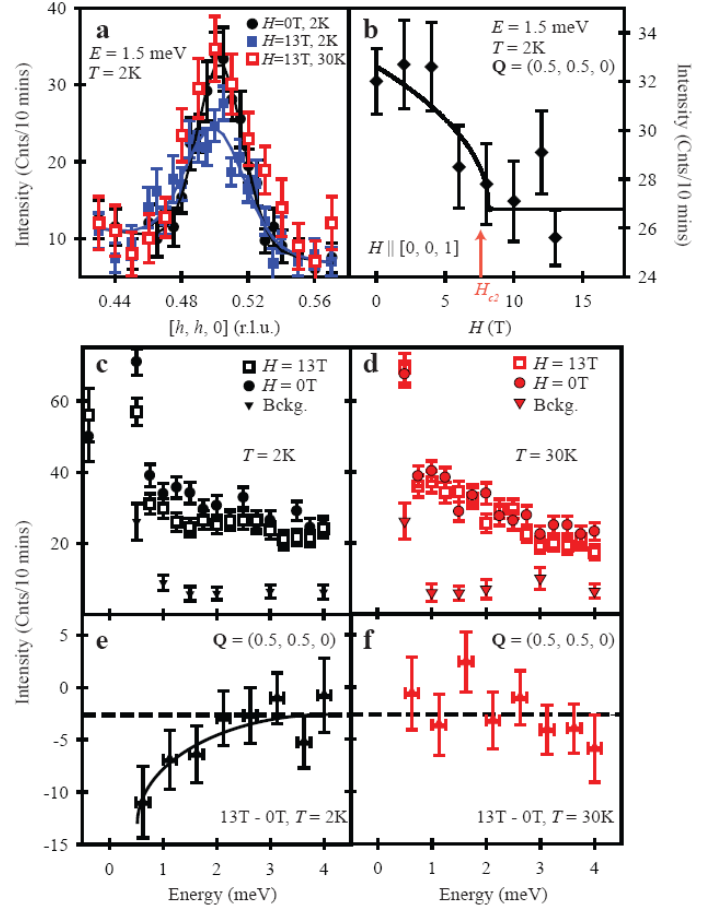 a
E = 1.5 meV
T = 2K
H=0T, 2K
H=13T, 2K
H=13T, 30K
40
30
20
10
Intensity (Cnts/10 mins)
0.44 0.48 0.52 0.56
[h, h, 0] (r.l.u.)
b
E = 1.5 meV
T = 2K
Q = (0.5, 0.5, 0)
34
32
30
28
26
24
Intensity (Cnts/10 mins)
H || [0, 0, 1]
H_{c2}
0 5 10 15
H (T)
c
H = 13T
H = 0T
Bckg.
T = 2K
60
40
20
Intensity (Cnts/10 mins)
d
H = 13T
H = 0T
Bckg.
T = 30K
e
Q = (0.5, 0.5, 0)
5
0
-5
-10
-15
13T - 0T, T = 2K
0 1 2 3 4
Energy (meV)
f
Q = (0.5, 0.5, 0)
13T - 0T, T = 30K
0 1 2 3 4
Energy (meV)